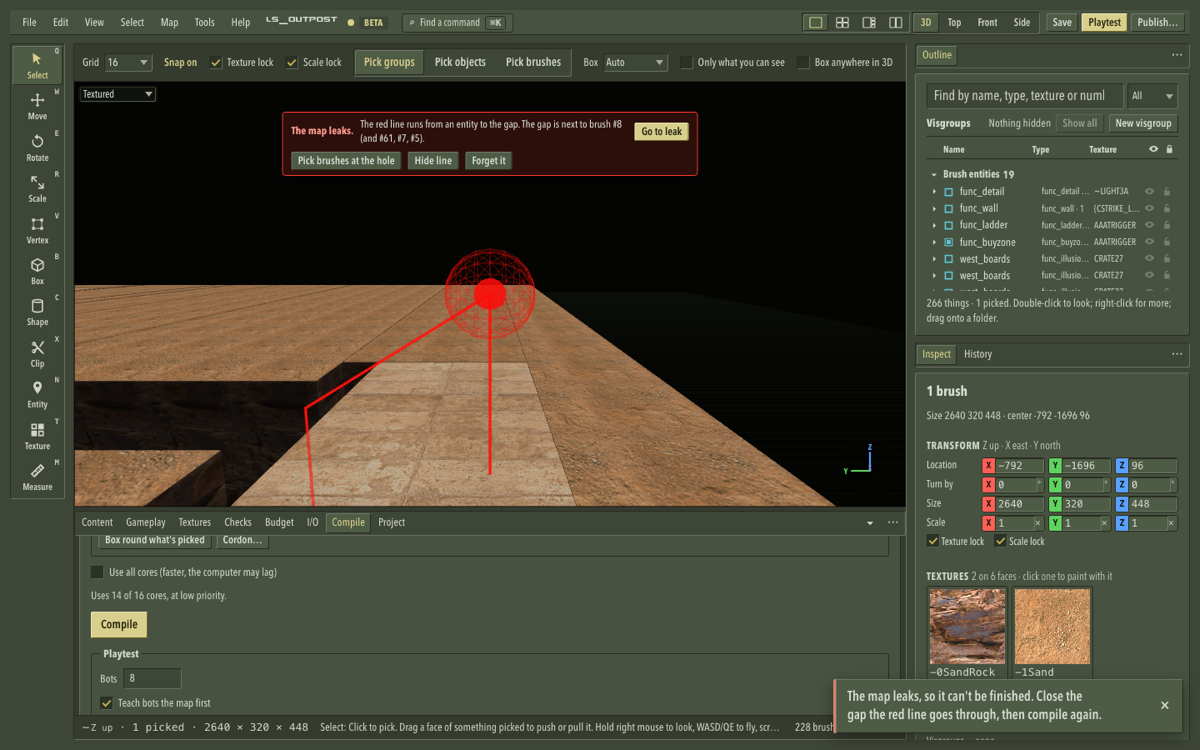 File Edit View Select Map Tools Help LS_OUTPOST BETA Find a command ⌘K 3D Top Front Side Save Playtest Publish...
Q
Select
W
Move
E
Rotate
R
Scale
V
Vertex
B
Box
C
Shape
X
Clip
N
Entity
T
Texture
M
Measure
Grid 16 Snap on Texture lock Scale lock Pick groups Pick objects Pick brushes Box Auto Only what you can see Box anywhere in 3D
Textured
The map leaks. The red line runs from an entity to the gap. The gap is next to brush #8
(and #61, #7, #5).
Go to leak
Pick brushes at the hole Hide line Forget it
Z
Y
Content Gameplay Textures Checks Budget I/O Compile Project
Box round what's picked Cordon...
Use all cores (faster, the computer may lag)
Uses 14 of 16 cores, at low priority.
Compile
Playtest
Bots 8
Teach bots the map first
—Z up · 1 picked · 2640 × 320 × 448 Select: Click to pick. Drag a face of something picked to push or pull it. Hold right mouse to look, WASD/QE to fly, scr... 228 brush
Outline
Find by name, type, texture or numl All
Visgroups Nothing hidden Show all New visgroup
Name Type Texture
Brush entities 19
func_detail func_detail ... ~LIGHT3A
func_wall func_wall · 1 {CSTRIKE_L...
func_ladder func_ladder... AAATRIGGER
func_buyzone func_buyzo... AAATRIGGER
west_boards func_illusio... CRATE27
west_boards func_illusio... CRATE27
west_boards func_illusio... CRATE27
266 things · 1 picked. Double-click to look; right-click for more;
drag onto a folder.
Inspect History
1 brush
Size 2640 320 448 · center -792 -1696 96
TRANSFORM Z up · X east · Y north
Location X −792 Y −1696 Z 96
Turn by X 0 ° Y 0 ° Z 0 °
Size X 2640 Y 320 Z 448
Scale X 1 × Y 1 × Z 1 ×
Texture lock Scale lock
TEXTURES 2 on 6 faces · click one to paint with it
−0SandRock −1Sand
The map leaks, so it can't be finished. Close the
gap the red line goes through, then compile again.